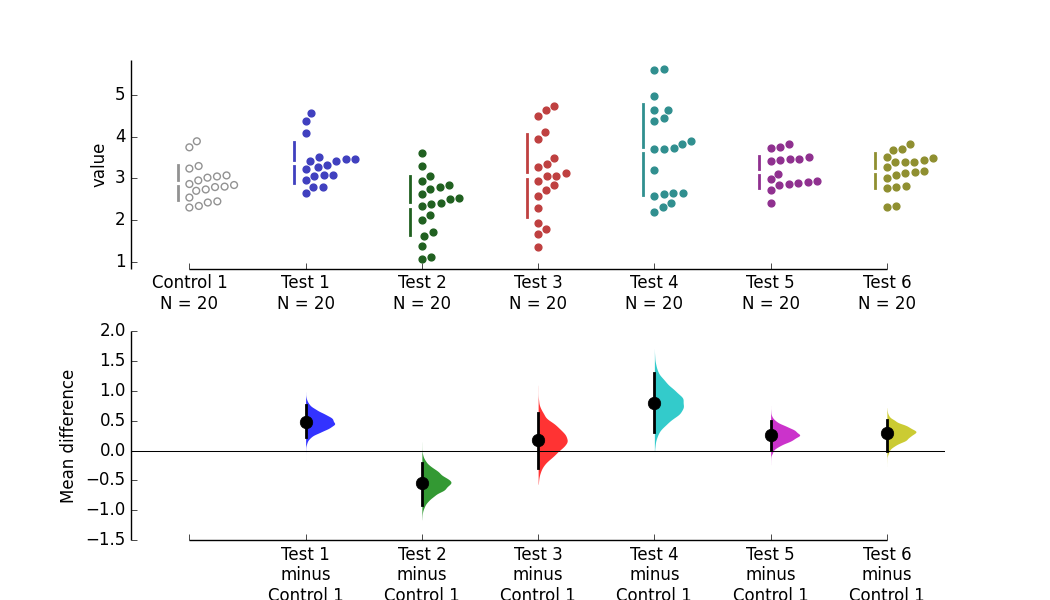 value
5
4
3
2
1
Control 1 Test 1 Test 2 Test 3 Test 4 Test 5 Test 6
N = 20 N = 20 N = 20 N = 20 N = 20 N = 20 N = 20
Mean difference
2.0
1.5
1.0
0.5
0.0
−0.5
−1.0
−1.5
Test 1 Test 2 Test 3 Test 4 Test 5 Test 6
minus minus minus minus minus minus
Control 1 Control 1 Control 1 Control 1 Control 1 Control 1